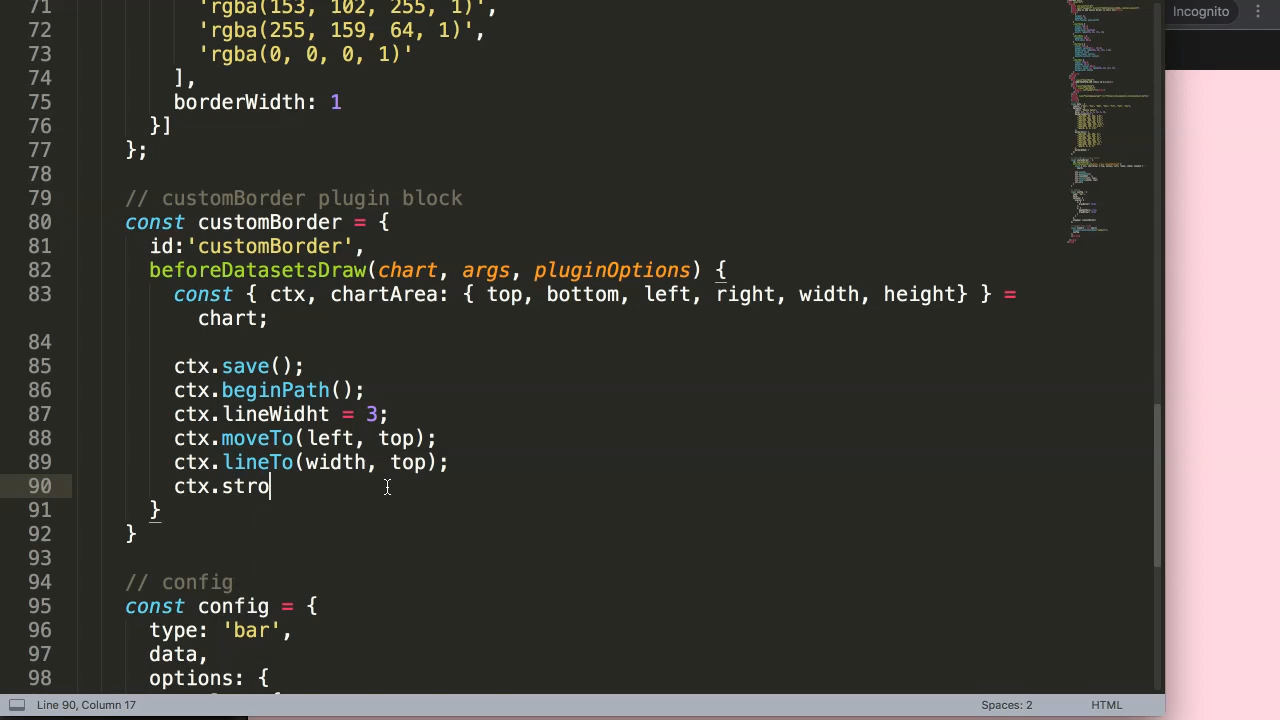 Incognito
71 'rgba(153, 102, 255, 1)',
72 'rgba(255, 159, 64, 1)',
73 'rgba(0, 0, 0, 1)'
74 ],
75 borderWidth: 1
76 }]
77 };
78
79 // customBorder plugin block
80 const customBorder = {
81 id:'customBorder',
82 beforeDatasetsDraw(chart, args, pluginOptions) {
83 const { ctx, chartArea: { top, bottom, left, right, width, height} } =
chart;
84
85 ctx.save();
86 ctx.beginPath();
87 ctx.lineWidht = 3;
88 ctx.moveTo(left, top);
89 ctx.lineTo(width, top);
90 ctx.stro
91 }
92 }
93
94 // config
95 const config = {
96 type: 'bar',
97 data,
98 options: {
Line 90, Column 17
Spaces: 2
HTML